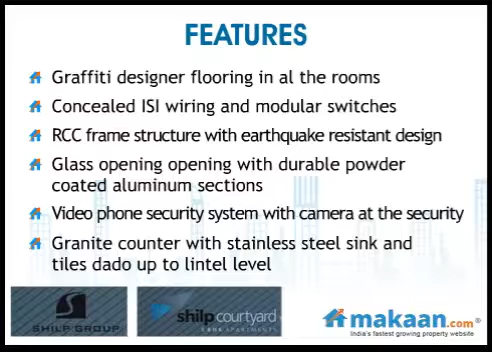 FEATURES
Graffiti designer flooring in al the rooms
Concealed ISI wiring and modular switches
RCC frame structure with earthquake resistant design
Glass opening opening with durable powder
coated aluminum sections
Video phone security system with camera at the security
Granite counter with stainless steel sink and
tiles dado up to lintel level
SHILP GROUP
shilp courtyard
APARTMENTS
makaan.com®
India's fastest growing property website